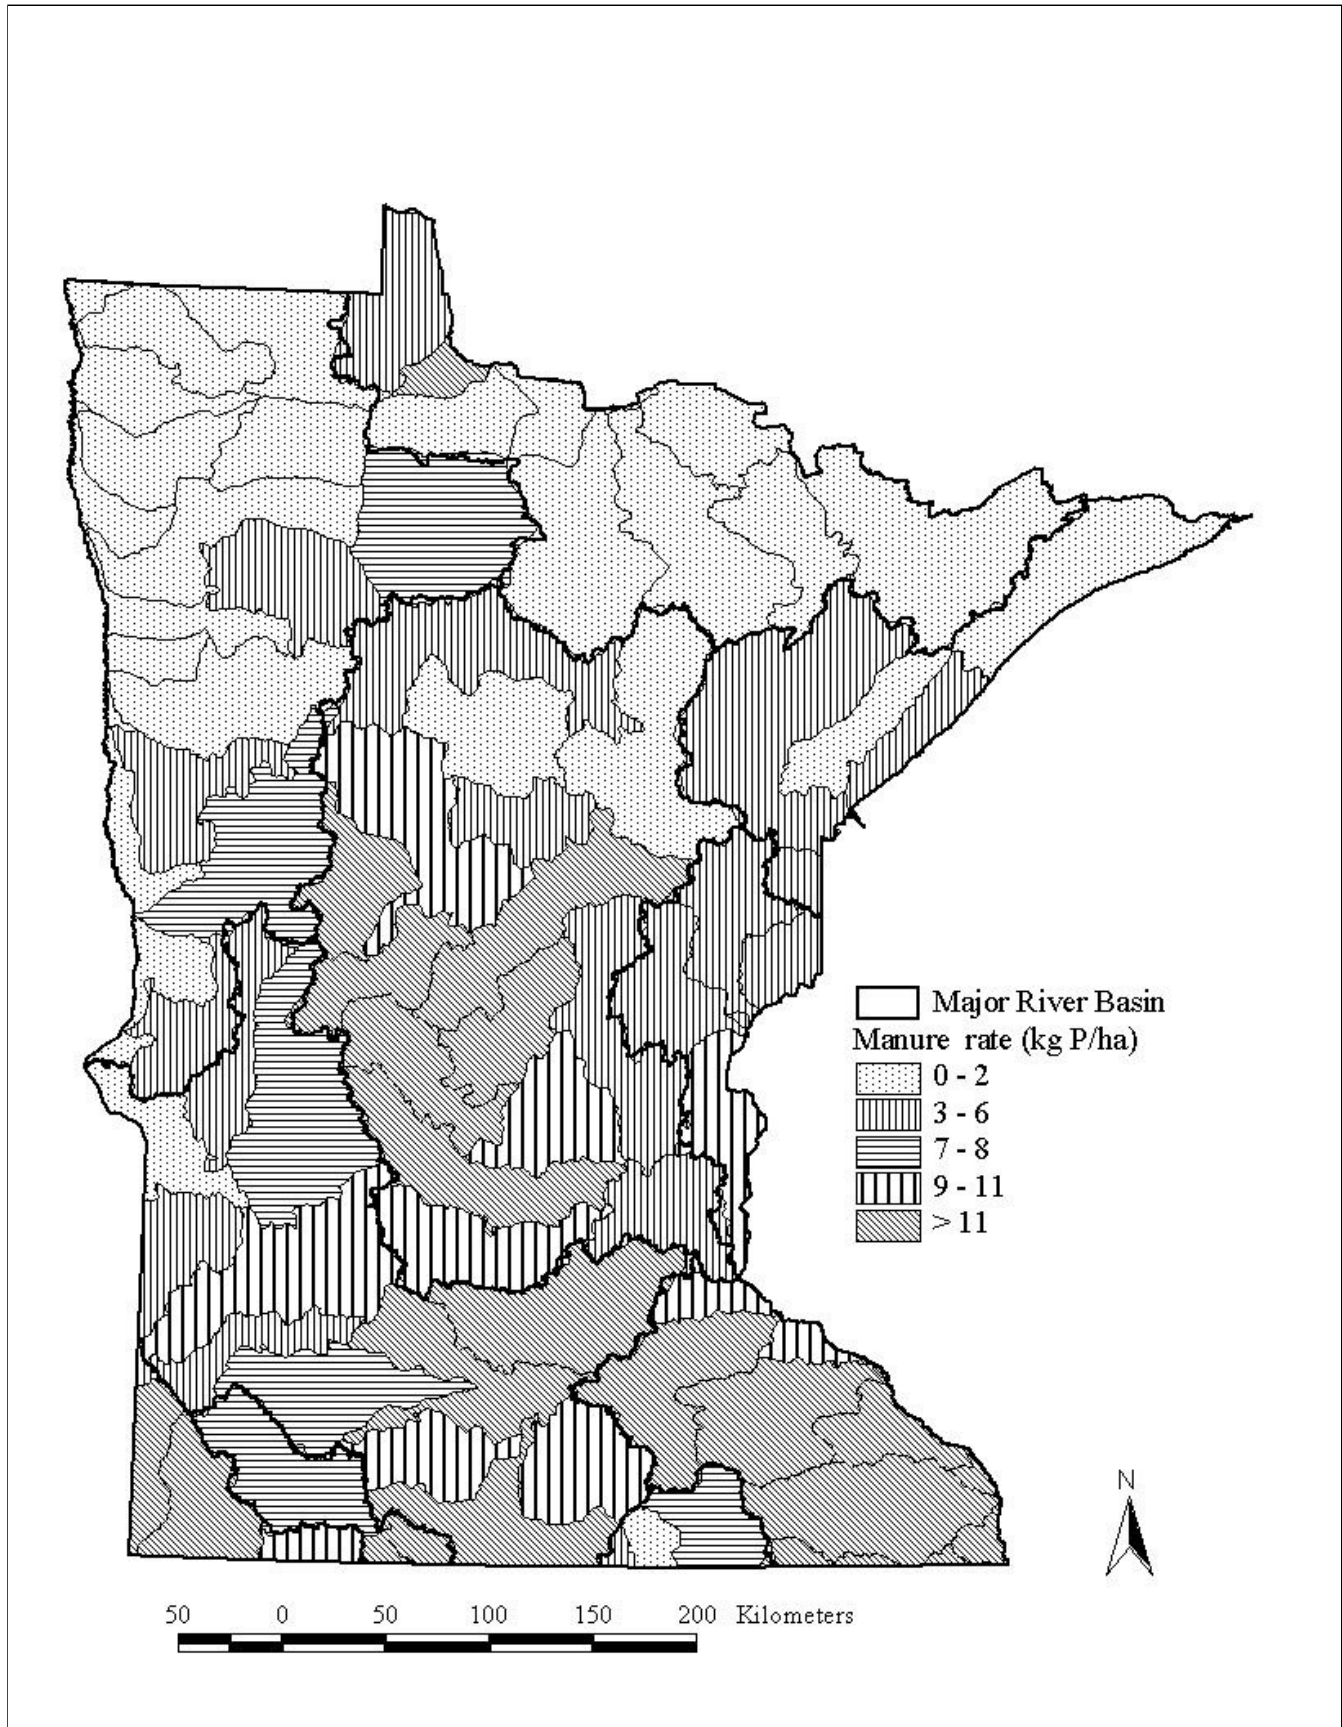 Major River Basin
Manure rate (kg P/ha)
0 - 2
3 - 6
7 - 8
9 - 11
> 11
N
50 0 50 100 150 200 Kilometers